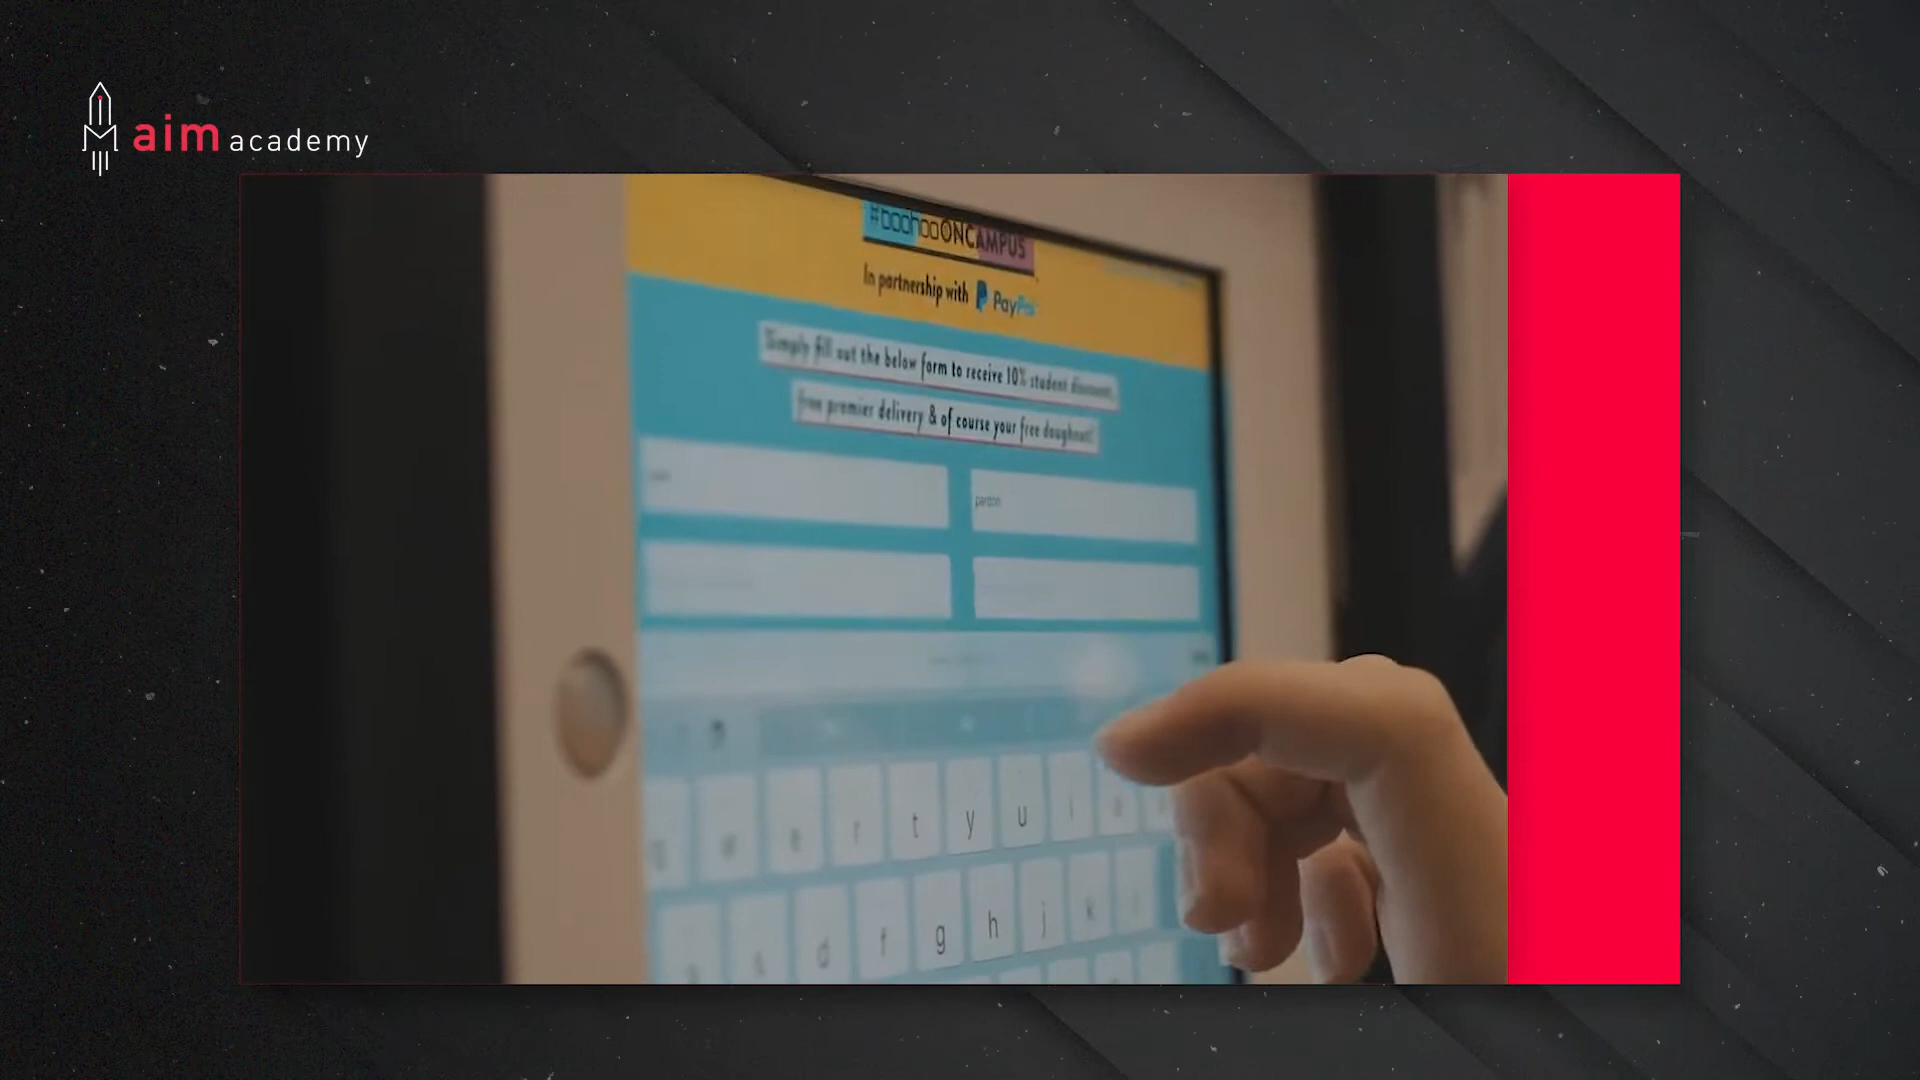 aim academy
#boohooONCAMPUS
In partnership with PayPal
Simply fill out the below form to receive 10% student discount,
free premier delivery & of course your free doughnut!
pardon
w e r t y u i
s d f g h j k